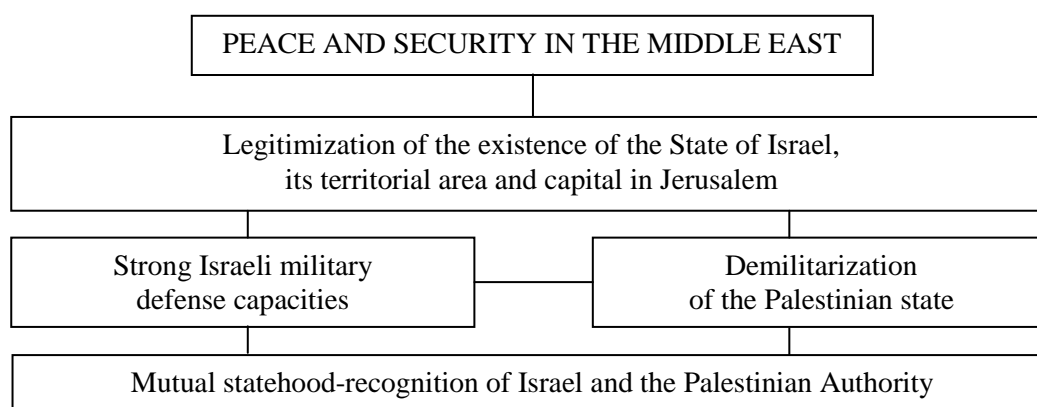 PEACE AND SECURITY IN THE MIDDLE EAST
Legitimization of the existence of the State of Israel,
its territorial area and capital in Jerusalem
Strong Israeli military
defense capacities
Demilitarization
of the Palestinian state
Mutual statehood-recognition of Israel and the Palestinian Authority